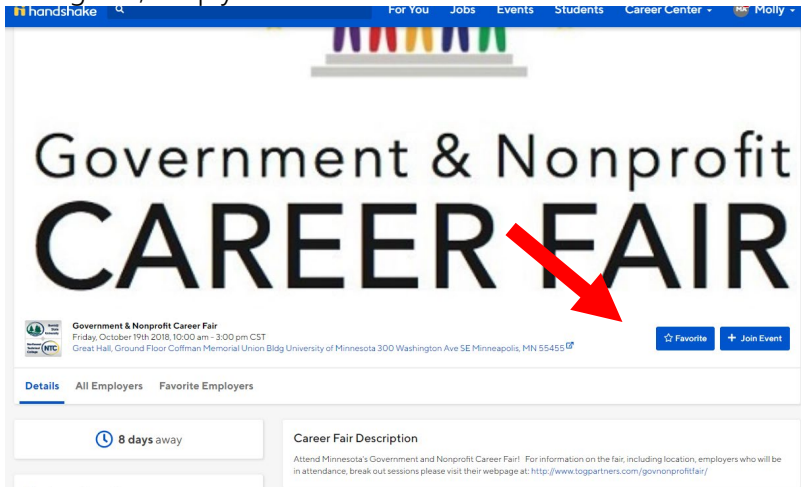 handshake For You Jobs Events Students Career Center Molly
Government & Nonprofit
CAREER FAIR
Government & Nonprofit Career Fair
Friday, October 19th 2018, 10:00 am - 3:00 pm CST
Great Hall, Ground Floor Coffman Memorial Union Bldg University of Minnesota 300 Washington Ave SE Minneapolis, MN 55455
Favorite + Join Event
NTC
Details All Employers Favorite Employers
8 days away
Career Fair Description
Attend Minnesota's Government and Nonprofit Career Fair! For information on the fair, including location, employers who will be
in attendance, break out sessions please visit their webpage at: http://www.togpartners.com/govnonprofitfair/